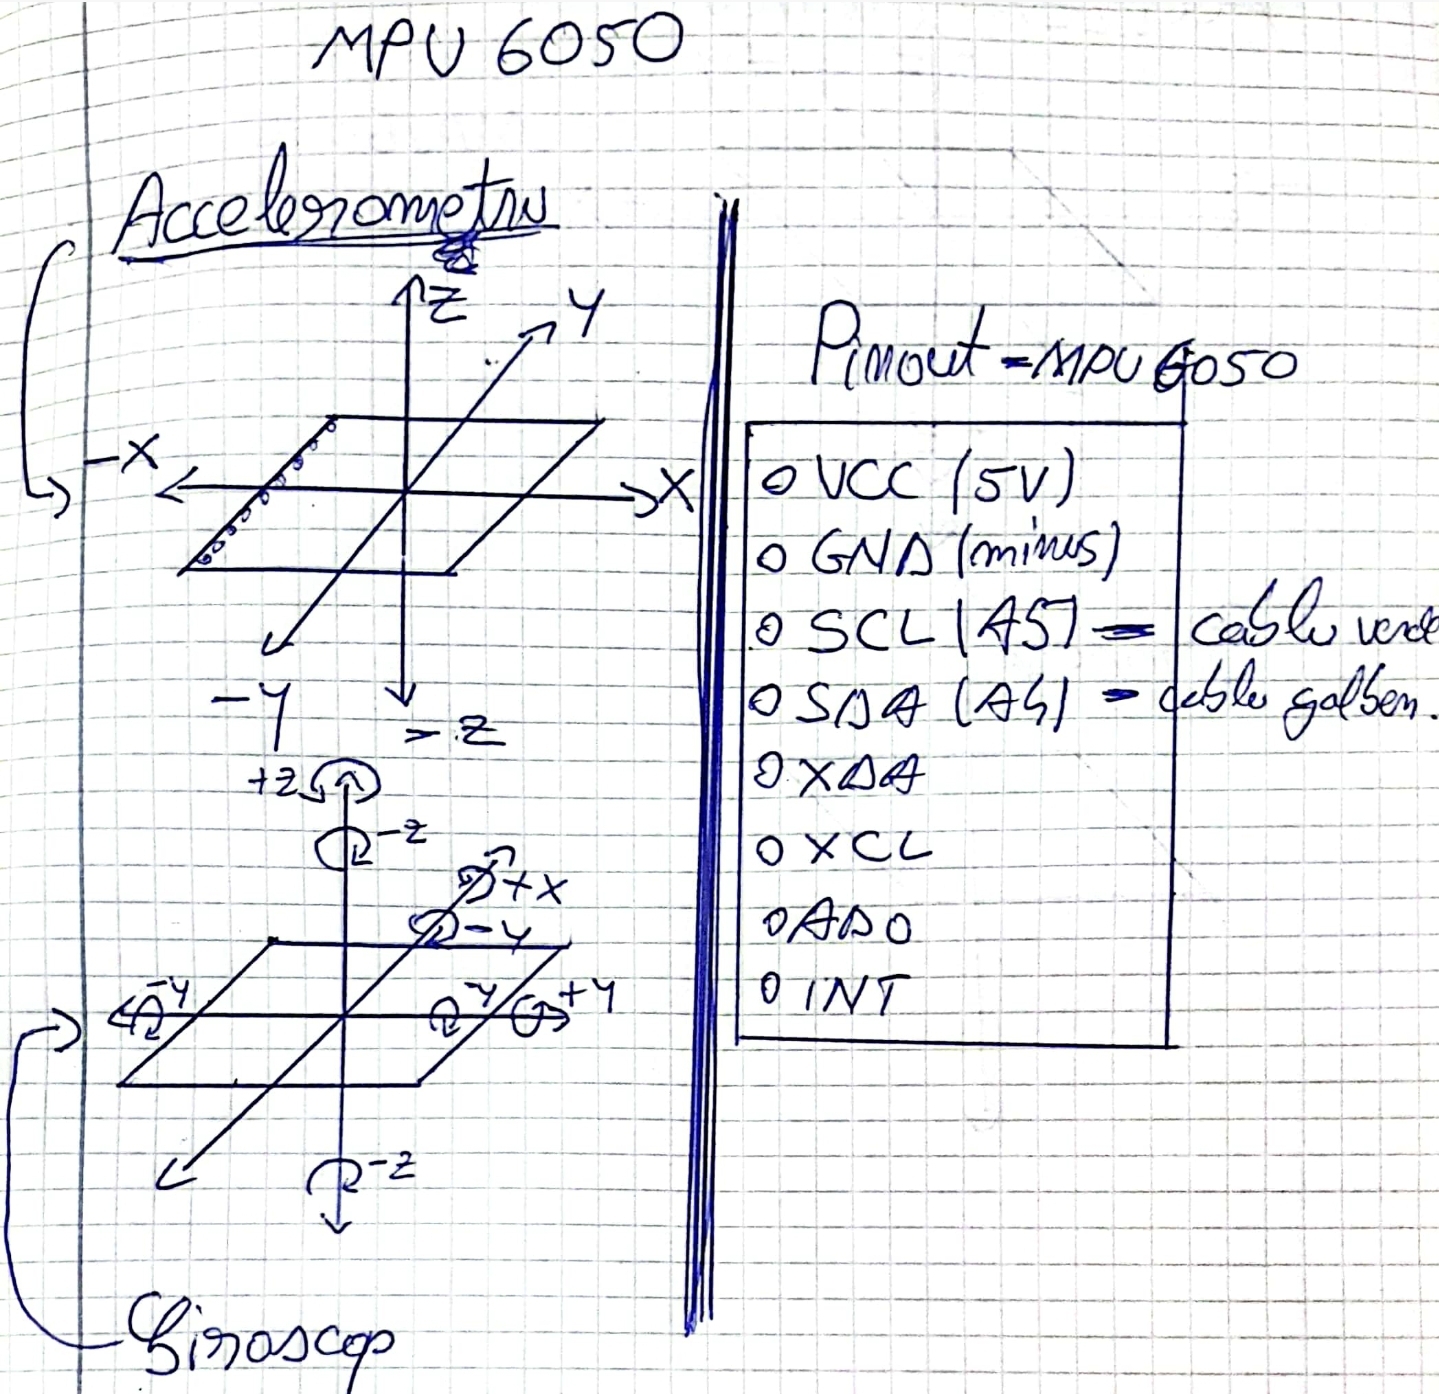 MPU 6050
Accelerometru
Z
Y
-X
X
-Y
-Z
+Z
-Z
+X
-Y
-Y
-Y
+Y
-Z
Giroscop
Pinout - MPU 6050
VCC (5V)
GND (minus)
SCL (A5) - cablu verde
SDA (A4) - cablu galben.
XDA
XCL
ADO
INT